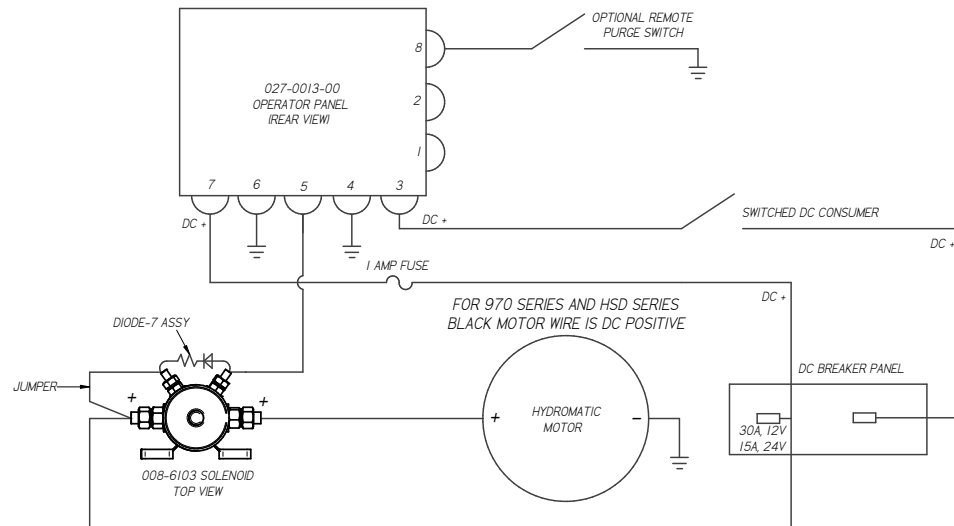 OPTIONAL REMOTE
PURGE SWITCH
8
027-0013-00
OPERATOR PANEL
(REAR VIEW)
2
1
7
6
5
4
3
DC +
DC +
SWITCHED DC CONSUMER
DC +
1 AMP FUSE
DC +
FOR 970 SERIES AND HSD SERIES
BLACK MOTOR WIRE IS DC POSITIVE
DIODE-7 ASSY
JUMPER
+
+
DC BREAKER PANEL
+
HYDROMATIC
MOTOR
-
30A, 12V
15A, 24V
008-6103 SOLENOID
TOP VIEW